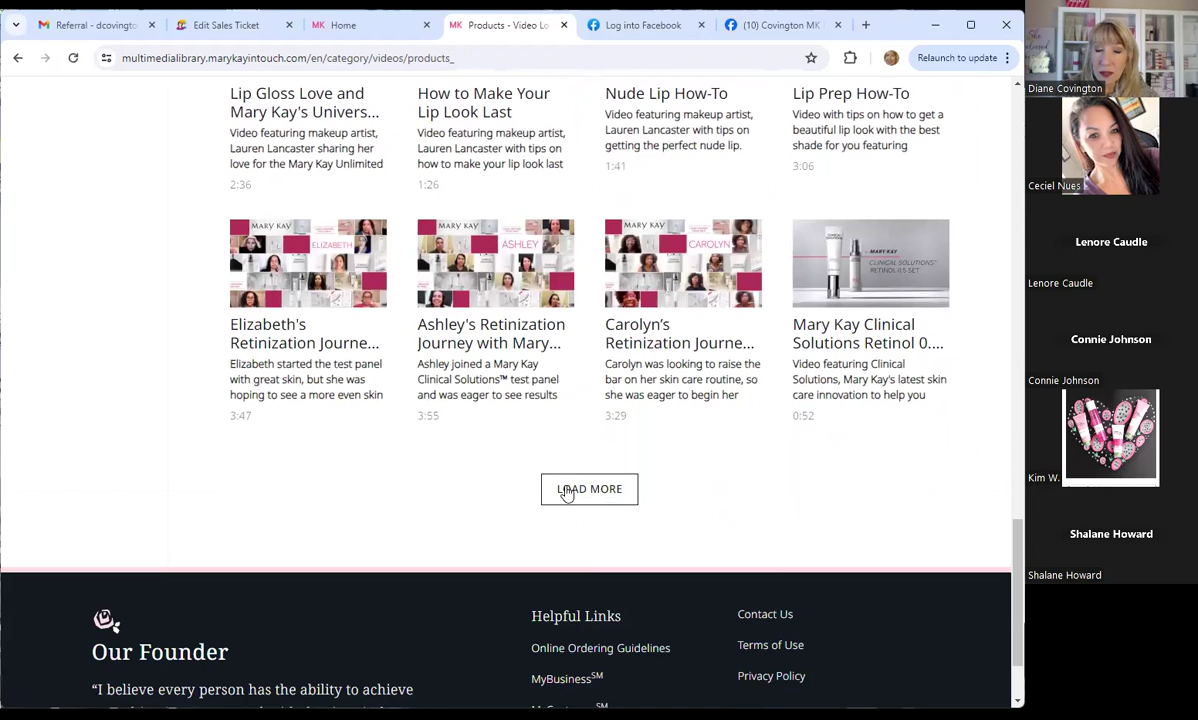 Referral - dcovingto
Edit Sales Ticket
MK Home
MK Products - Video Lo
Log into Facebook
(10) Covington MK
multimedialibrary.marykayintouch.com/en/category/videos/products_
Relaunch to update
Lip Gloss Love and
Mary Kay's Univers...
Video featuring makeup artist,
Lauren Lancaster sharing her
love for the Mary Kay Unlimited
2:36
How to Make Your
Lip Look Last
Video featuring makeup artist,
Lauren Lancaster with tips on
how to make your lip look last
1:26
Nude Lip How-To
Video featuring makeup artist,
Lauren Lancaster with tips on
getting the perfect nude lip.
1:41
Lip Prep How-To
Video with tips on how to get a
beautiful lip look with the best
shade for you featuring
3:06
MARY KAY
ELIZABETH
Elizabeth's
Retinization Journe...
Elizabeth started the test panel
with great skin, but she was
hoping to see a more even skin
3:47
MARY KAY
ASHLEY
Ashley's Retinization
Journey with Mary...
Ashley joined a Mary Kay
Clinical Solutions™ test panel
and was eager to see results
3:55
MARY KAY
CAROLYN
Carolyn’s
Retinization Journe...
Carolyn was looking to raise the
bar on her skin care routine, so
she was eager to begin her
3:29
MARY KAY
CLINICAL SOLUTIONS™
RETINOL 0.5 SET
Mary Kay Clinical
Solutions Retinol 0....
Video featuring Clinical
Solutions, Mary Kay's latest skin
care innovation to help you
0:52
LOAD MORE
Our Founder
“I believe every person has the ability to achieve
Helpful Links
Online Ordering Guidelines
MyBusiness℠
Contact Us
Terms of Use
Privacy Policy
Diane Covington
Ceciel Nues
Lenore Caudle
Lenore Caudle
Connie Johnson
Connie Johnson
Kim W.
Shalane Howard
Shalane Howard